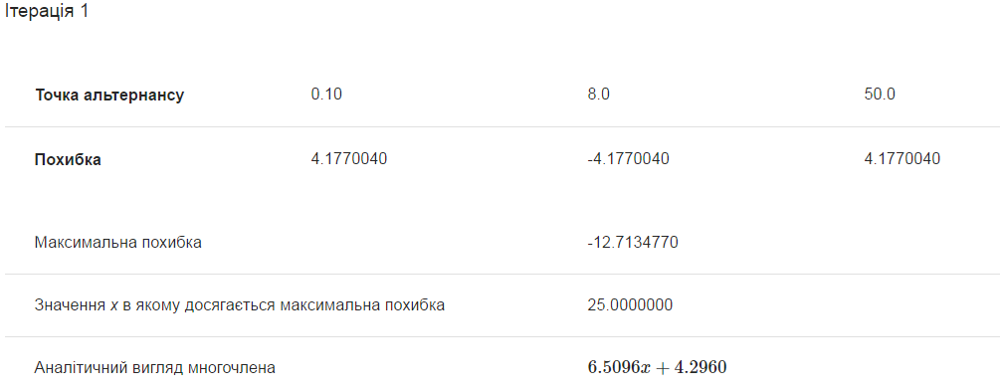 Ітерація 1
Точка альтернансу 0.10 8.0 50.0
Похибка 4.1770040 -4.1770040 4.1770040
Максимальна похибка -12.7134770
Значення x в якому досягається максимальна похибка 25.0000000
Аналітичний вигляд многочлена 6.5096x + 4.2960